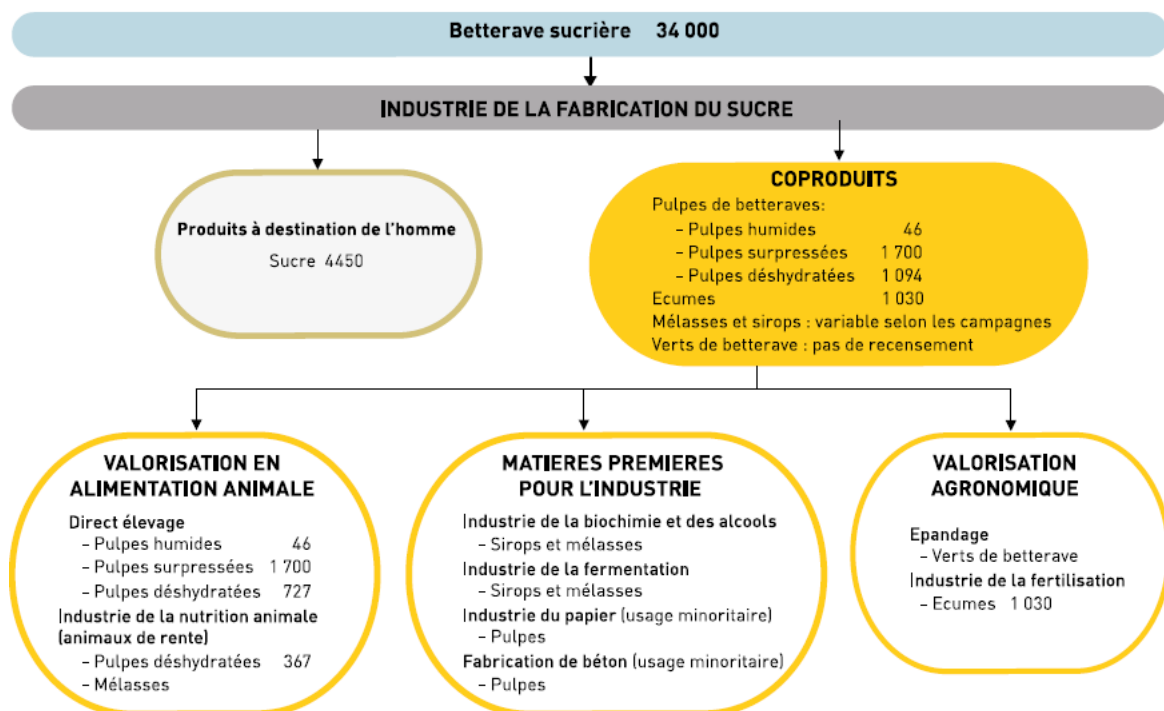 Betterave sucrière 34 000
INDUSTRIE DE LA FABRICATION DU SUCRE
Produits à destination de l'homme
Sucre 4450
COPRODUITS
Pulpes de betteraves:
– Pulpes humides 46
– Pulpes surpressées 1 700
– Pulpes déshydratées 1 094
Ecumes 1 030
Mélasses et sirops : variable selon les campagnes
Verts de betterave : pas de recensement
VALORISATION EN
ALIMENTATION ANIMALE
Direct élevage
– Pulpes humides 46
– Pulpes surpressées 1 700
– Pulpes déshydratées 727
Industrie de la nutrition animale
(animaux de rente)
– Pulpes déshydratées 367
– Mélasses
MATIERES PREMIERES
POUR L'INDUSTRIE
Industrie de la biochimie et des alcools
– Sirops et mélasses
Industrie de la fermentation
– Sirops et mélasses
Industrie du papier (usage minoritaire)
– Pulpes
Fabrication de béton (usage minoritaire)
– Pulpes
VALORISATION
AGRONOMIQUE
Epandage
– Verts de betterave
Industrie de la fertilisation
– Ecumes 1 030